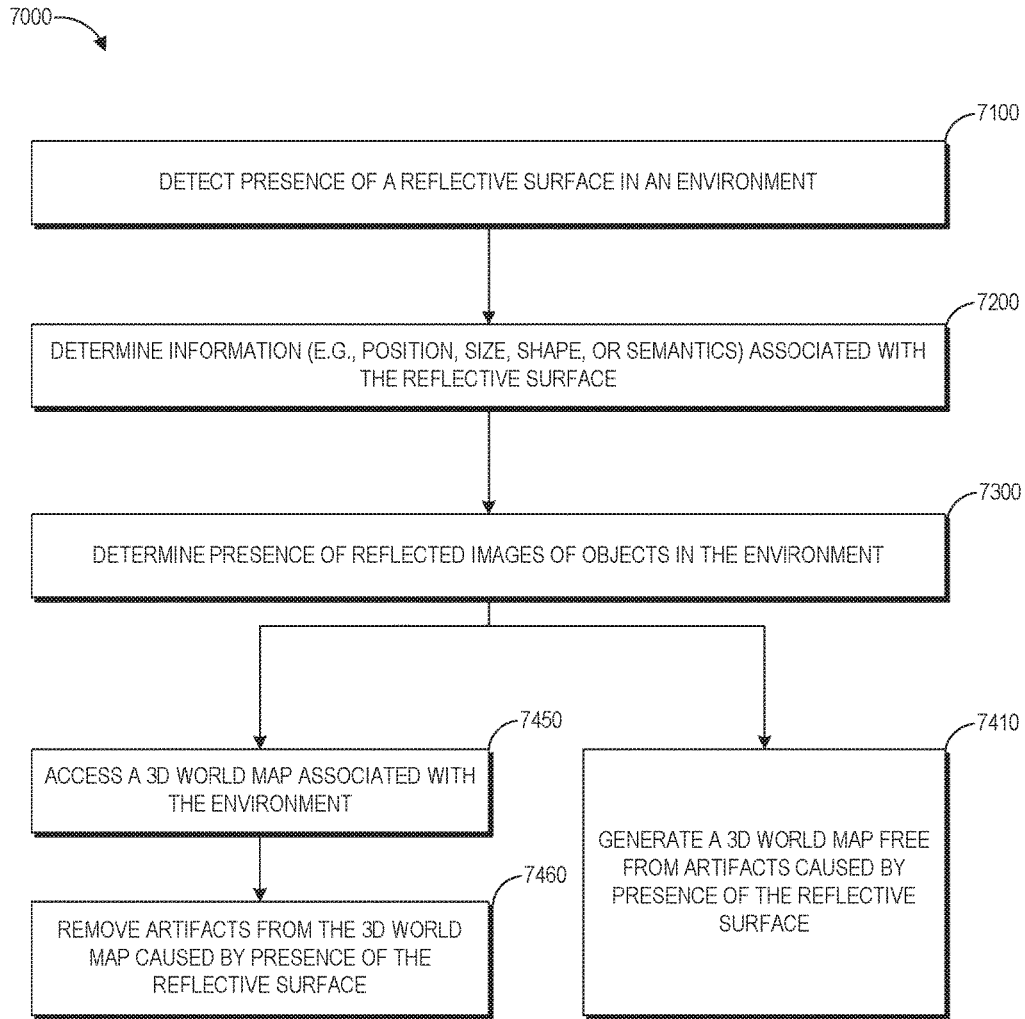 7000
7100
DETECT PRESENCE OF A REFLECTIVE SURFACE IN AN ENVIRONMENT
7200
DETERMINE INFORMATION (E.G., POSITION, SIZE, SHAPE, OR SEMANTICS) ASSOCIATED WITH
THE REFLECTIVE SURFACE
7300
DETERMINE PRESENCE OF REFLECTED IMAGES OF OBJECTS IN THE ENVIRONMENT
7450
ACCESS A 3D WORLD MAP ASSOCIATED WITH
THE ENVIRONMENT
7460
REMOVE ARTIFACTS FROM THE 3D WORLD
MAP CAUSED BY PRESENCE OF THE
REFLECTIVE SURFACE
7410
GENERATE A 3D WORLD MAP FREE
FROM ARTIFACTS CAUSED BY
PRESENCE OF THE REFLECTIVE
SURFACE